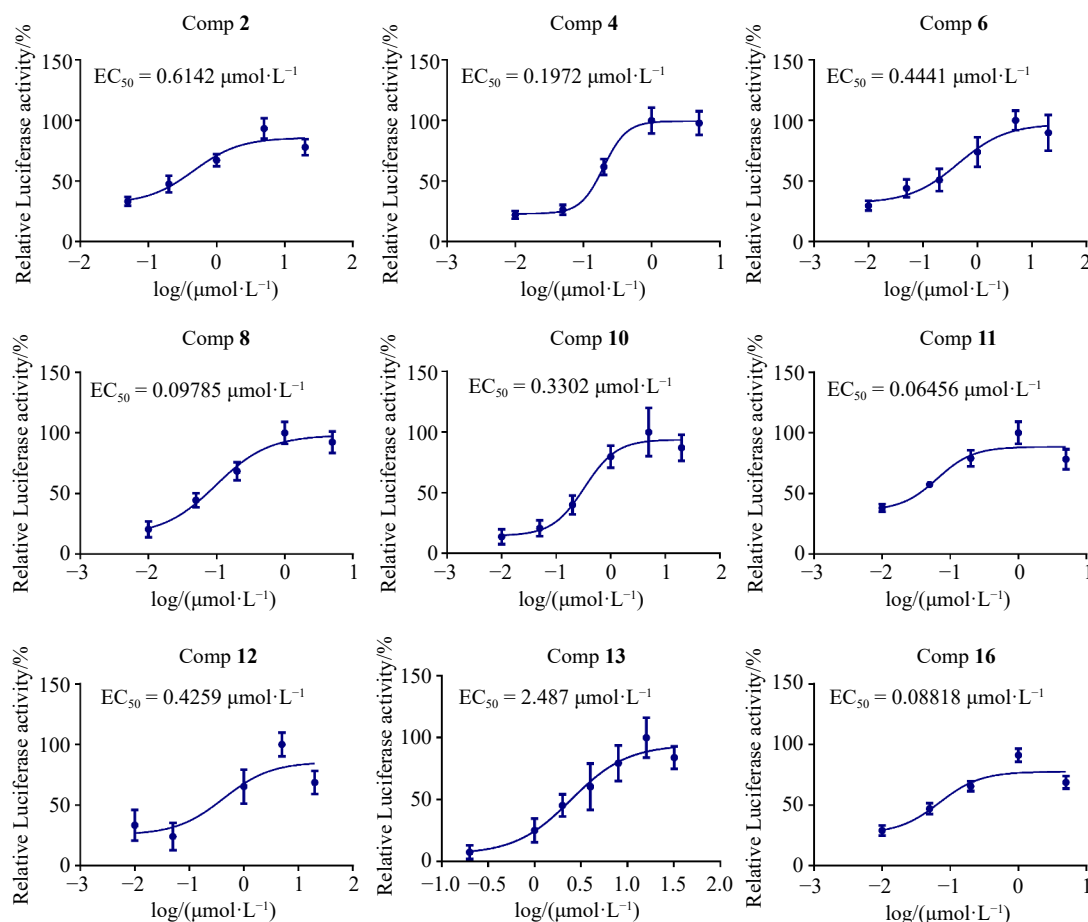 Comp 2
Relative Luciferase activity/%
EC₅₀ = 0.6142 μmol·L⁻¹
150
100
50
0
−2 −1 0 1 2
log/(μmol·L⁻¹)
Comp 4
Relative Luciferase activity/%
EC₅₀ = 0.1972 μmol·L⁻¹
150
100
50
0
−3 −2 −1 0 1
log/(μmol·L⁻¹)
Comp 6
Relative Luciferase activity/%
EC₅₀ = 0.4441 μmol·L⁻¹
150
100
50
0
−3 −2 −1 0 1 2
log/(μmol·L⁻¹)
Comp 8
Relative Luciferase activity/%
EC₅₀ = 0.09785 μmol·L⁻¹
150
100
50
0
−3 −2 −1 0 1
log/(μmol·L⁻¹)
Comp 10
Relative Luciferase activity/%
EC₅₀ = 0.3302 μmol·L⁻¹
150
100
50
0
−3 −2 −1 0 1 2
log/(μmol·L⁻¹)
Comp 11
Relative Luciferase activity/%
EC₅₀ = 0.06456 μmol·L⁻¹
150
100
50
0
−3 −2 −1 0 1
log/(μmol·L⁻¹)
Comp 12
Relative Luciferase activity/%
EC₅₀ = 0.4259 μmol·L⁻¹
150
100
50
0
−3 −2 −1 0 1 2
log/(μmol·L⁻¹)
Comp 13
Relative Luciferase activity/%
EC₅₀ = 2.487 μmol·L⁻¹
150
100
50
0
−1.0 −0.5 0 0.5 1.0 1.5 2.0
log/(μmol·L⁻¹)
Comp 16
Relative Luciferase activity/%
EC₅₀ = 0.08818 μmol·L⁻¹
150
100
50
0
−3 −2 −1 0 1
log/(μmol·L⁻¹)